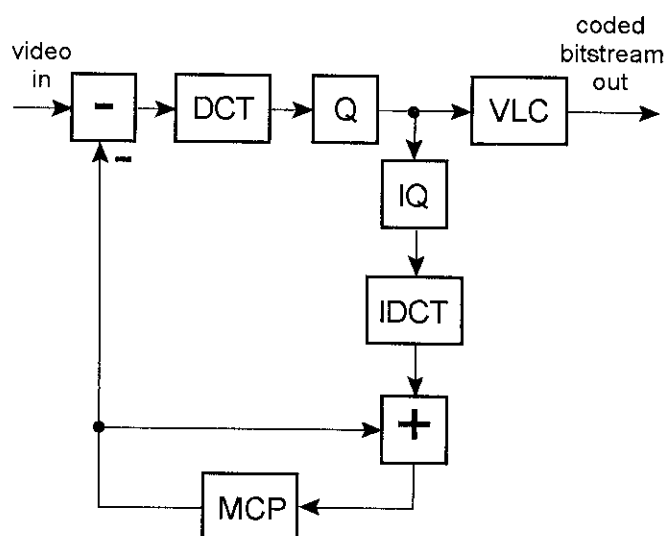 video
in
coded
bitstream
out
-
DCT
Q
VLC
-
IQ
IDCT
+
MCP